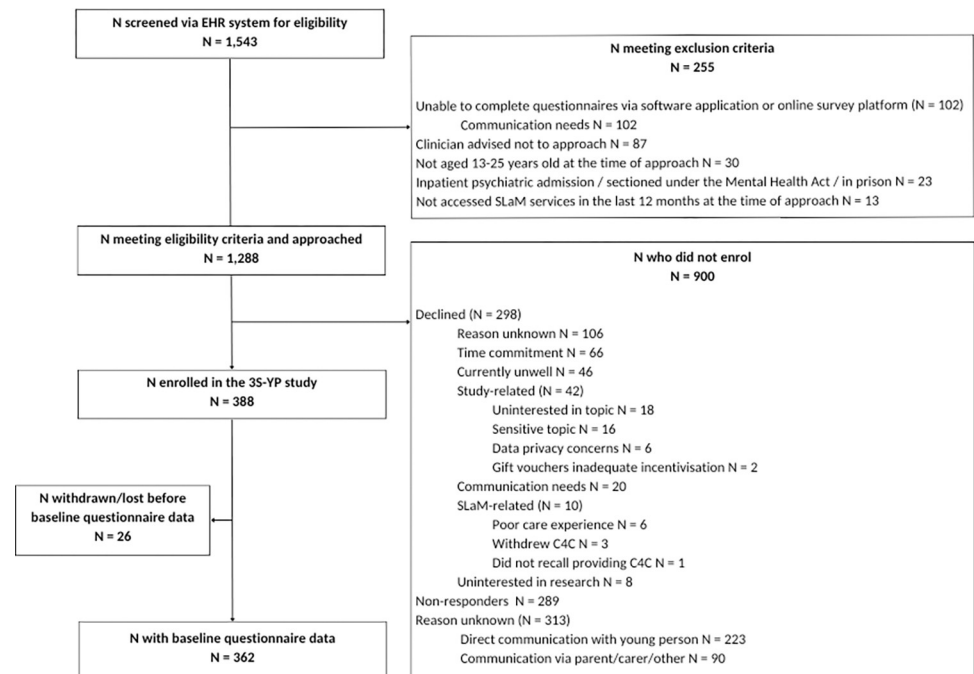 N screened via EHR system for eligibility
N = 1,543
N meeting exclusion criteria
N = 255
Unable to complete questionnaires via software application or online survey platform (N = 102)
Communication needs N = 102
Clinician advised not to approach N = 87
Not aged 13-25 years old at the time of approach N = 30
Inpatient psychiatric admission / sectioned under the Mental Health Act / in prison N = 23
Not accessed SLaM services in the last 12 months at the time of approach N = 13
N meeting eligibility criteria and approached
N = 1,288
N who did not enrol
N = 900
Declined (N = 298)
Reason unknown N = 106
Time commitment N = 66
Currently unwell N = 46
Study-related (N = 42)
Uninterested in topic N = 18
Sensitive topic N = 16
Data privacy concerns N = 6
Gift vouchers inadequate incentivisation N = 2
Communication needs N = 20
SLaM-related (N = 10)
Poor care experience N = 6
Withdrew C4C N = 3
Did not recall providing C4C N = 1
Uninterested in research N = 8
Non-responders N = 289
Reason unknown (N = 313)
Direct communication with young person N = 223
Communication via parent/carer/other N = 90
N enrolled in the 3S-YP study
N = 388
N withdrawn/lost before
baseline questionnaire data
N = 26
N with baseline questionnaire data
N = 362